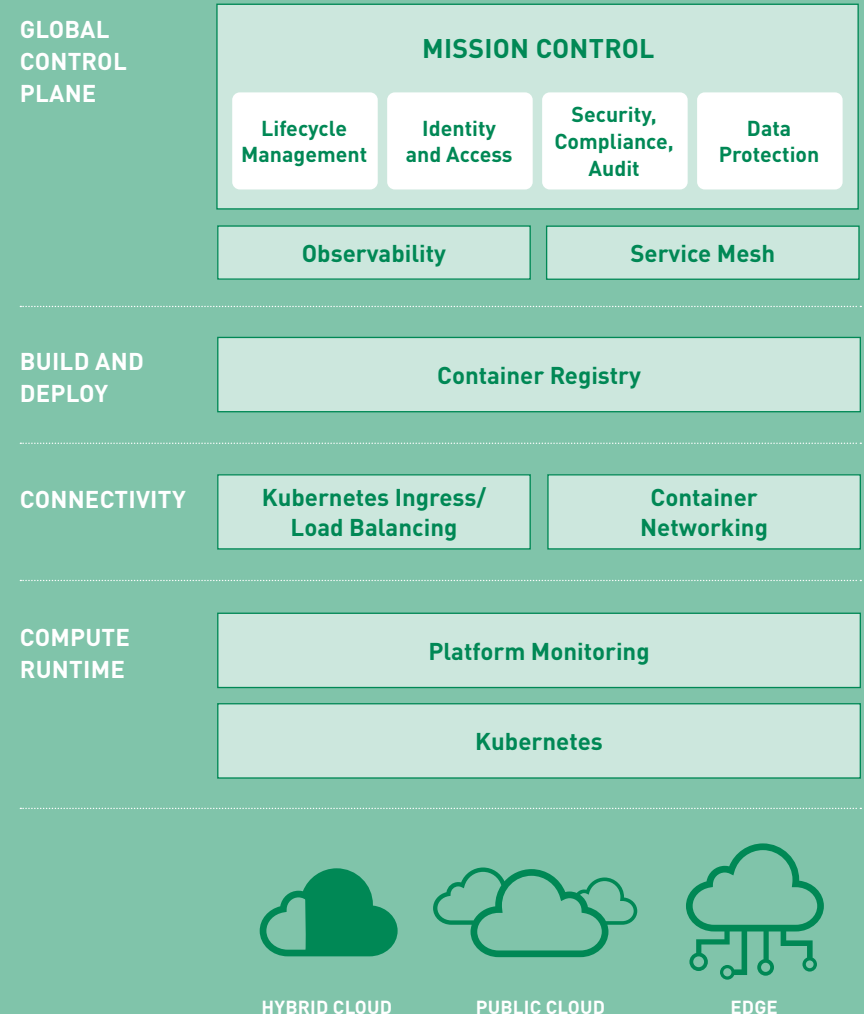 GLOBAL
CONTROL
PLANE
MISSION CONTROL
Lifecycle
Management
Identity
and Access
Security,
Compliance,
Audit
Data
Protection
Observability
Service Mesh
BUILD AND
DEPLOY
Container Registry
CONNECTIVITY
Kubernetes Ingress/
Load Balancing
Container
Networking
COMPUTE
RUNTIME
Platform Monitoring
Kubernetes
HYBRID CLOUD
PUBLIC CLOUD
EDGE